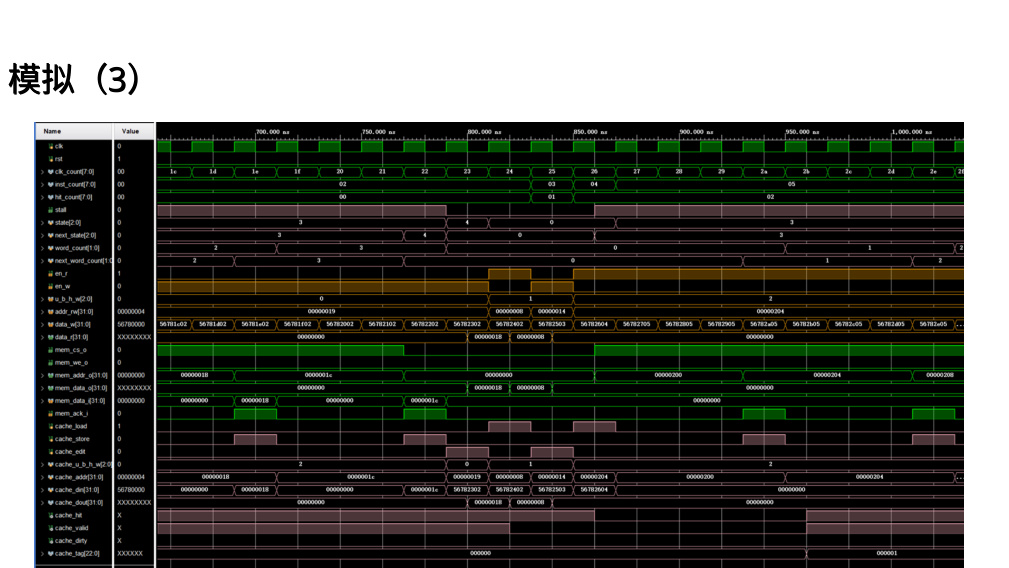 模拟（3）
Name Value
700.000 ns 750.000 ns 800.000 ns 850.000 ns 900.000 ns 950.000 ns 1,000.000 ns
clk 0
rst 1
clk_count[7:0] 00 1c 1d 1e 1f 20 21 22 23 24 25 26 27 28 29 2a 2b 2c 2d 2e
inst_count[7:0] 00 02 03 04 05
hit_count[7:0] 00 00 01 02
stall 0
state[2:0] 0 3 4 0 3
next_state[2:0] 0 3 4 0 3
word_count[1:0] 0 2 3 0 1 2
next_word_count[1:0 0 2 3 0 1 2
en_r 1
en_w 0
u_b_h_w[2:0] 0 0 1 2
addr_rw[31:0] 00000004 00000019 00000008 00000014 00000204
data_w[31:0] 56780000 56781c02 56781d02 56781e02 56781f02 56782002 56782102 56782202 56782302 56782402 56782503 56782604 56782705 56782805 56782905 56782a05 56782b05 56782c05 56782d05 56782e05 ...
data_r[31:0] XXXXXXXX 00000000 00000018 00000008 00000000
mem_cs_o 0
mem_we_o 0
mem_addr_o[31:0] 00000000 00000018 0000001c 00000000 00000200 00000204 00000208
mem_data_o[31:0] XXXXXXXX 00000000 00000018 00000008 00000000
mem_data_i[31:0] 00000000 00000000 00000018 00000000 0000001c 00000000
mem_ack_i 0
cache_load 1
cache_store 0
cache_edit 0
cache_u_b_h_w[2:0 0 2 0 1 2
cache_addr[31:0] 00000004 00000018 0000001c 00000019 00000008 00000014 00000204 00000200 00000204 ...
cache_din[31:0] 56780000 00000000 00000018 00000000 0000001c 56782302 56782402 56782503 56782604 00000000
cache_dout[31:0] XXXXXXXX 00000000 00000018 00000008 00000000
cache_hit X
cache_valid X
cache_dirty X
cache_tag[22:0] XXXXXX 000000 000001